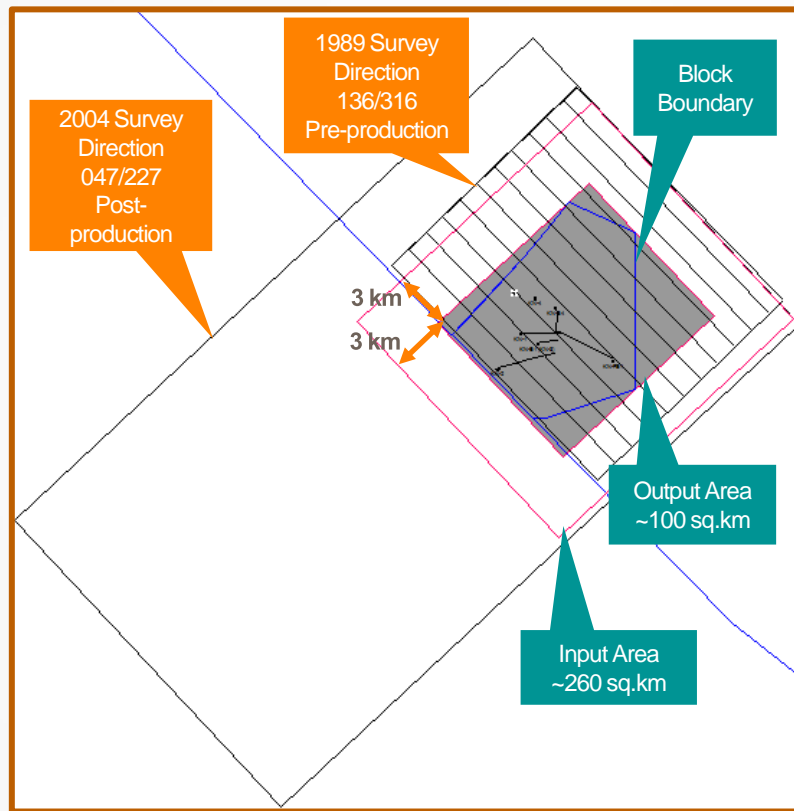 1989 Survey
Direction
136/316
Pre-production
Block
Boundary
2004 Survey
Direction
047/227
Post-
production
3 km
3 km
Output Area
~100 sq.km
Input Area
~260 sq.km